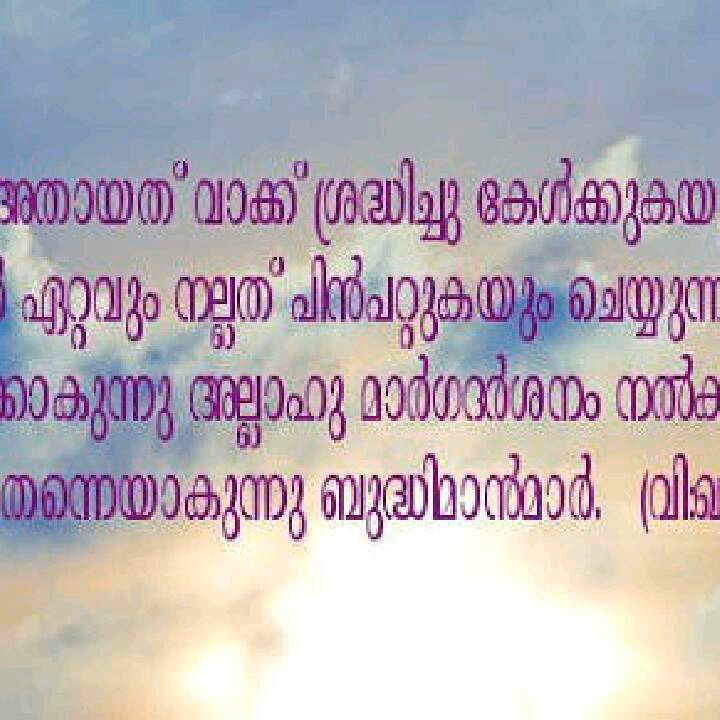 അതായത് വാക്ക് ശ്രദ്ധിച്ചു കേൾക്കുകയ
ഏറ്റവും നല്ലത് പിൻപറ്റുകയും ചെയ്യുന്ന
ക്കാകുന്നു അല്ലാഹു മാർഗദർശനം നൽക
തന്നെയാകുന്നു ബുദ്ധിമാൻമാർ. (വി:ഖ